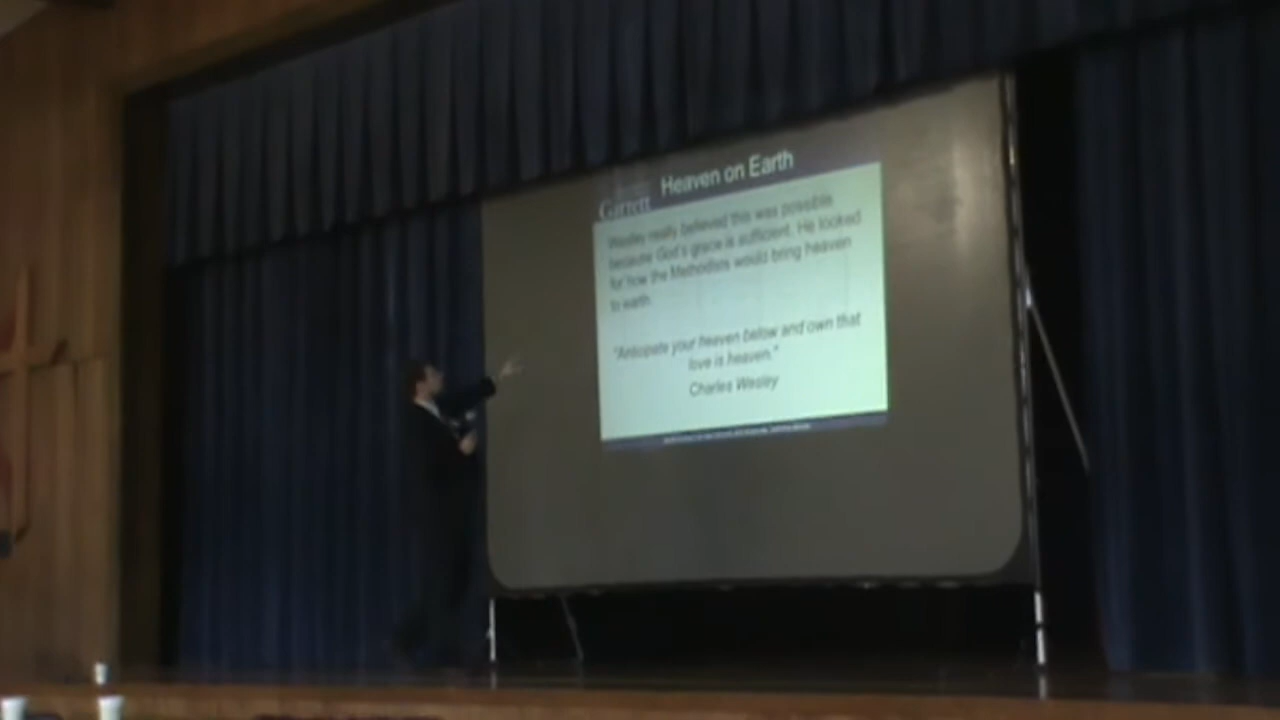 Heaven on Earth
Garrett
Wesley really believed this was possible
because God's grace is sufficient. He looked
for how the Methodists would bring heaven
to earth.
"Anticipate your heaven below and own that
love is heaven."
Charles Wesley